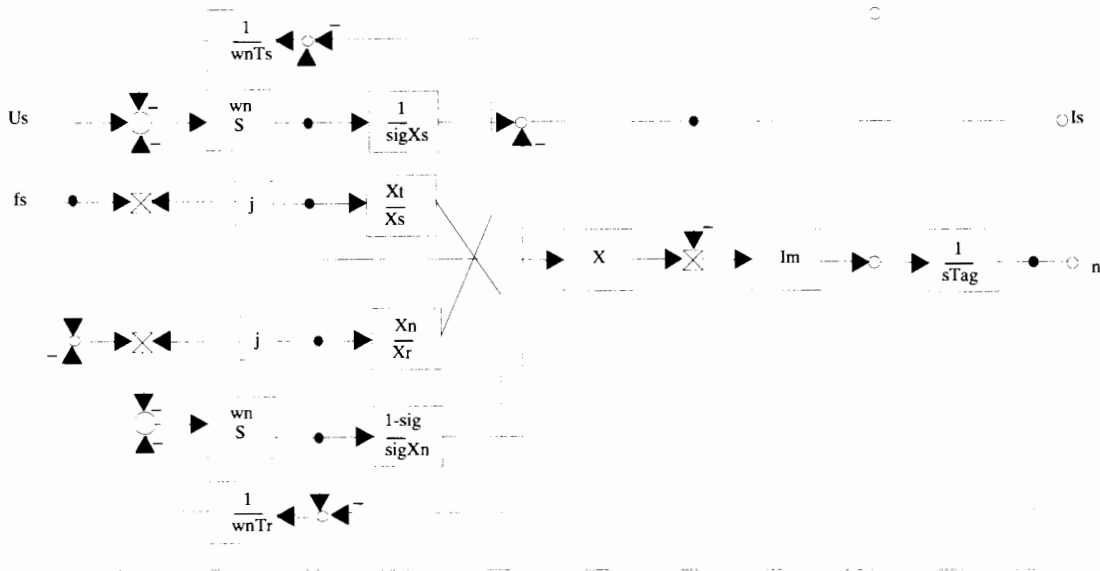 1
wnTs
Us
wn
S
1
sigXs
Is
fs
j
Xt
Xs
X
Im
1
sTag
n
j
Xn
Xr
wn
S
1-sig
sigXn
1
wnTr